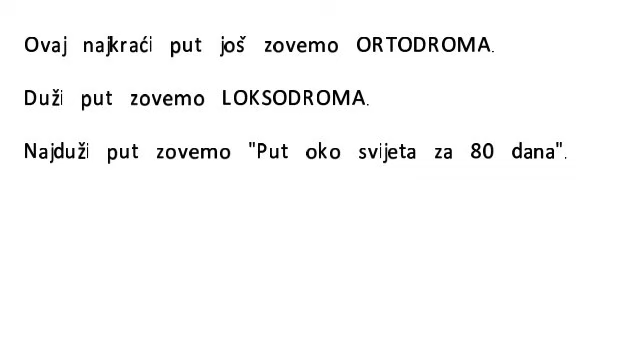 Ovaj najkraći put još zovemo ORTODROMA.
Duži put zovemo LOKSODROMA.
Najduži put zovemo "Put oko svijeta za 80 dana".